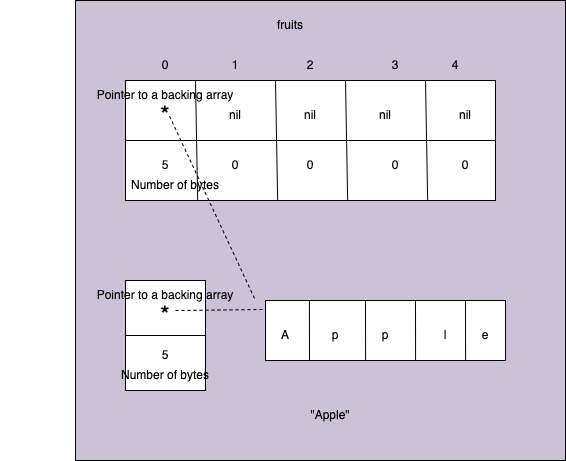 fruits
0 1 2 3 4
Pointer to a backing array
* nil nil nil nil
5 0 0 0 0
Number of bytes
Pointer to a backing array
*
A p p l e
5
Number of bytes
"Apple"